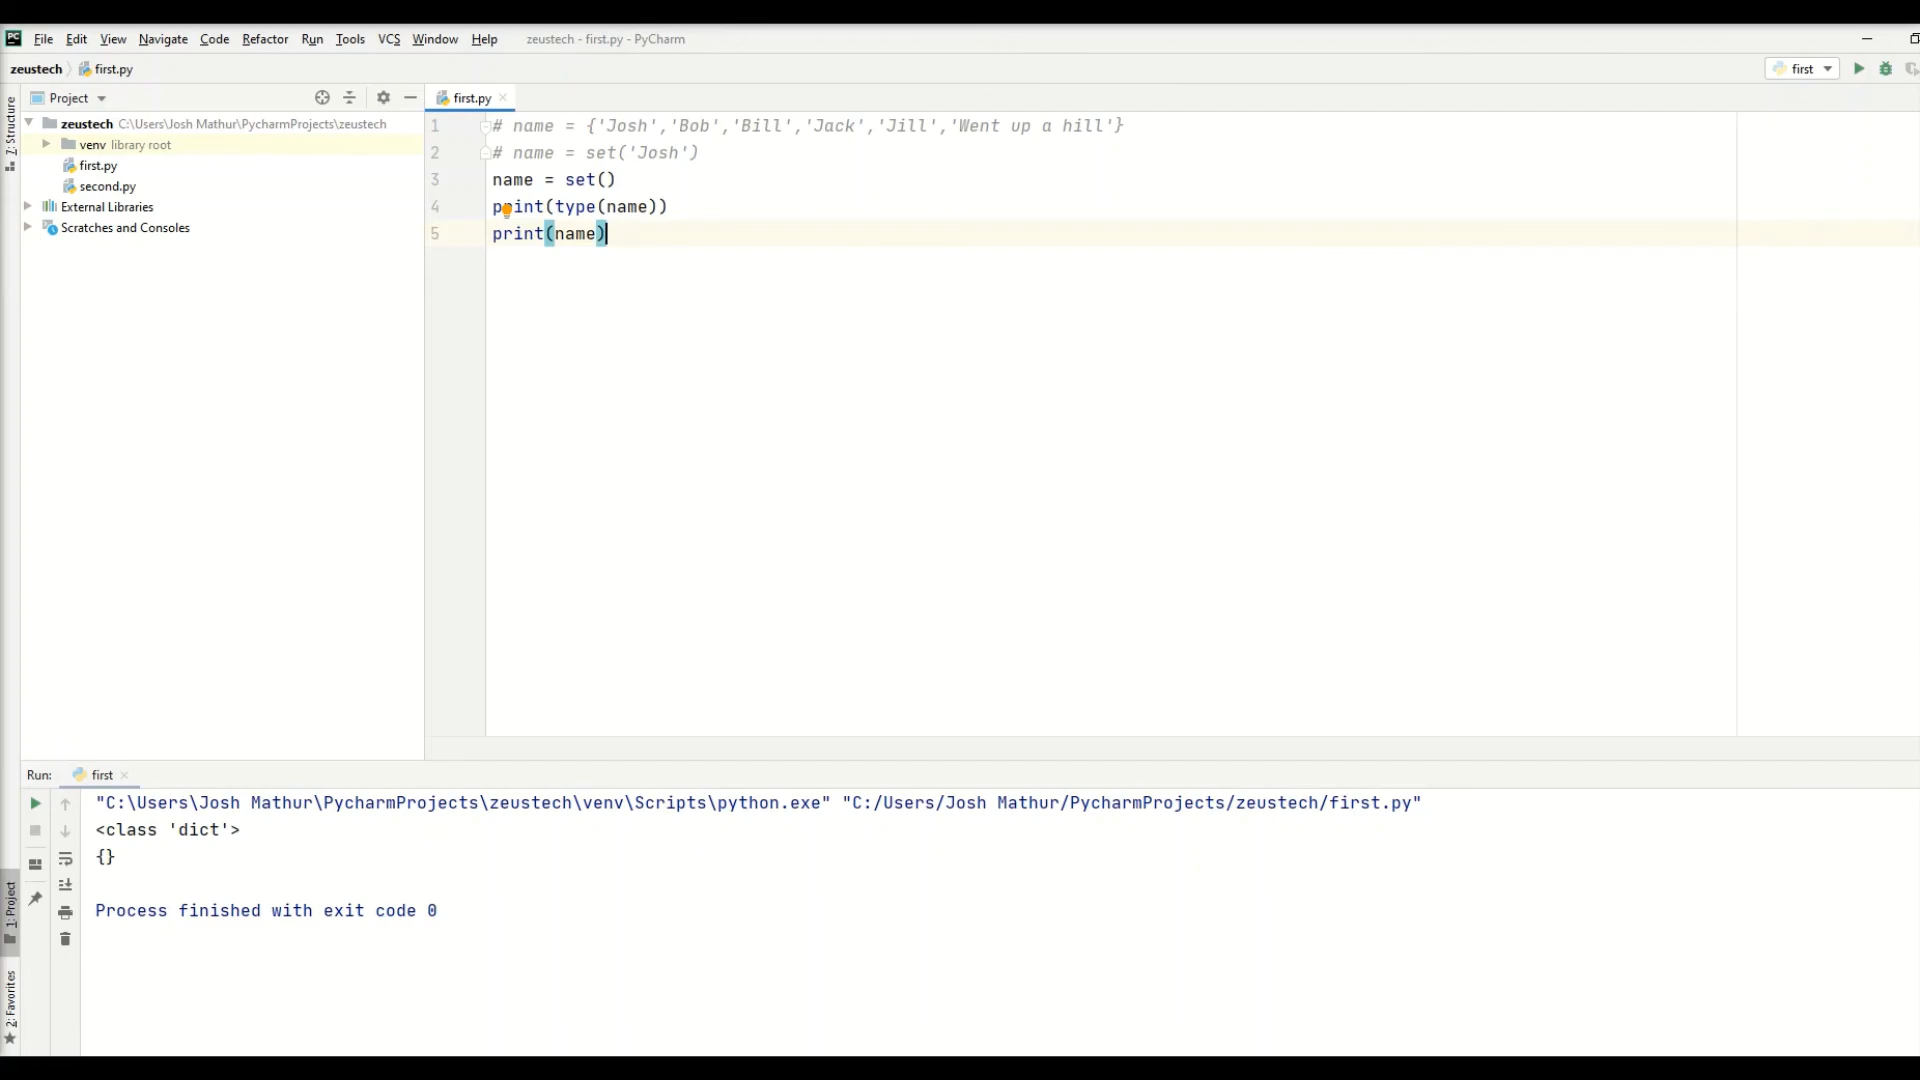 PC File Edit View Navigate Code Refactor Run Tools VCS Window Help zeustech - first.py - PyCharm
zeustech first.py first
Project first.py
zeustech C:\Users\Josh Mathur\PycharmProjects\zeustech
venv library root
first.py
second.py
External Libraries
Scratches and Consoles
1 # name = {'Josh','Bob','Bill','Jack','Jill','Went up a hill'}
2 # name = set('Josh')
3 name = set()
4 print(type(name))
5 print(name)
Z: Structure
1: Project
2: Favorites
Run: first
"C:\Users\Josh Mathur\PycharmProjects\zeustech\venv\Scripts\python.exe" "C:/Users/Josh Mathur/PycharmProjects/zeustech/first.py"
<class 'dict'>
{}
Process finished with exit code 0